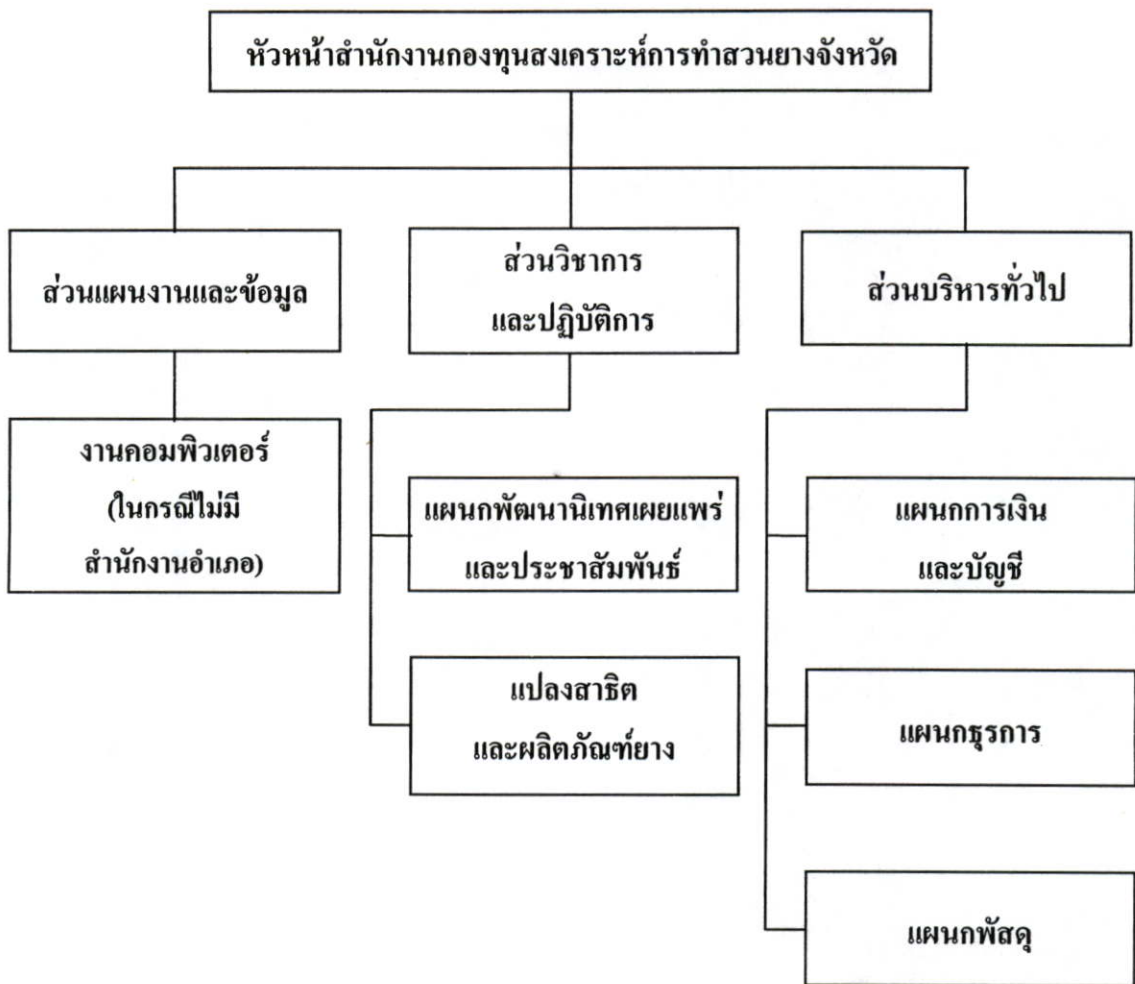 หัวหน้าสำนักงานกองทุนสงเคราะห์การทำสวนยางจังหวัด
ส่วนแผนงานและข้อมูล
ส่วนวิชาการ
และปฏิบัติการ
ส่วนบริหารทั่วไป
งานคอมพิวเตอร์
(ในกรณีไม่มี
สำนักงานอำเภอ)
แผนกพัฒนานิเทศเผยแพร่
และประชาสัมพันธ์
แผนกการเงิน
และบัญชี
แปลงสาธิต
และผลิตภัณฑ์ยาง
แผนกธุรการ
แผนกพัสดุ